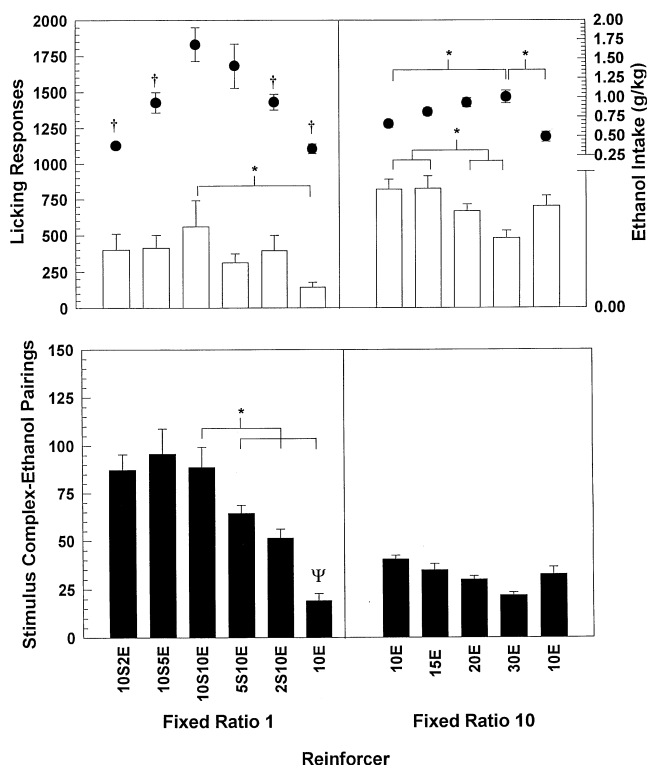 Licking Responses
2000
1750
1500
1250
1000
750
500
250
0
†
†
†
†
*
*
*
*
2.00
1.75
1.50
1.25
1.00
0.75
0.50
0.25
0.00
Ethanol Intake (g/kg)
Stimulus Complex-Ethanol Pairings
150
125
100
75
50
25
0
*
Ψ
10S2E
10S5E
10S10E
5S10E
2S10E
10E
10E
15E
20E
30E
10E
Fixed Ratio 1
Fixed Ratio 10
Reinforcer